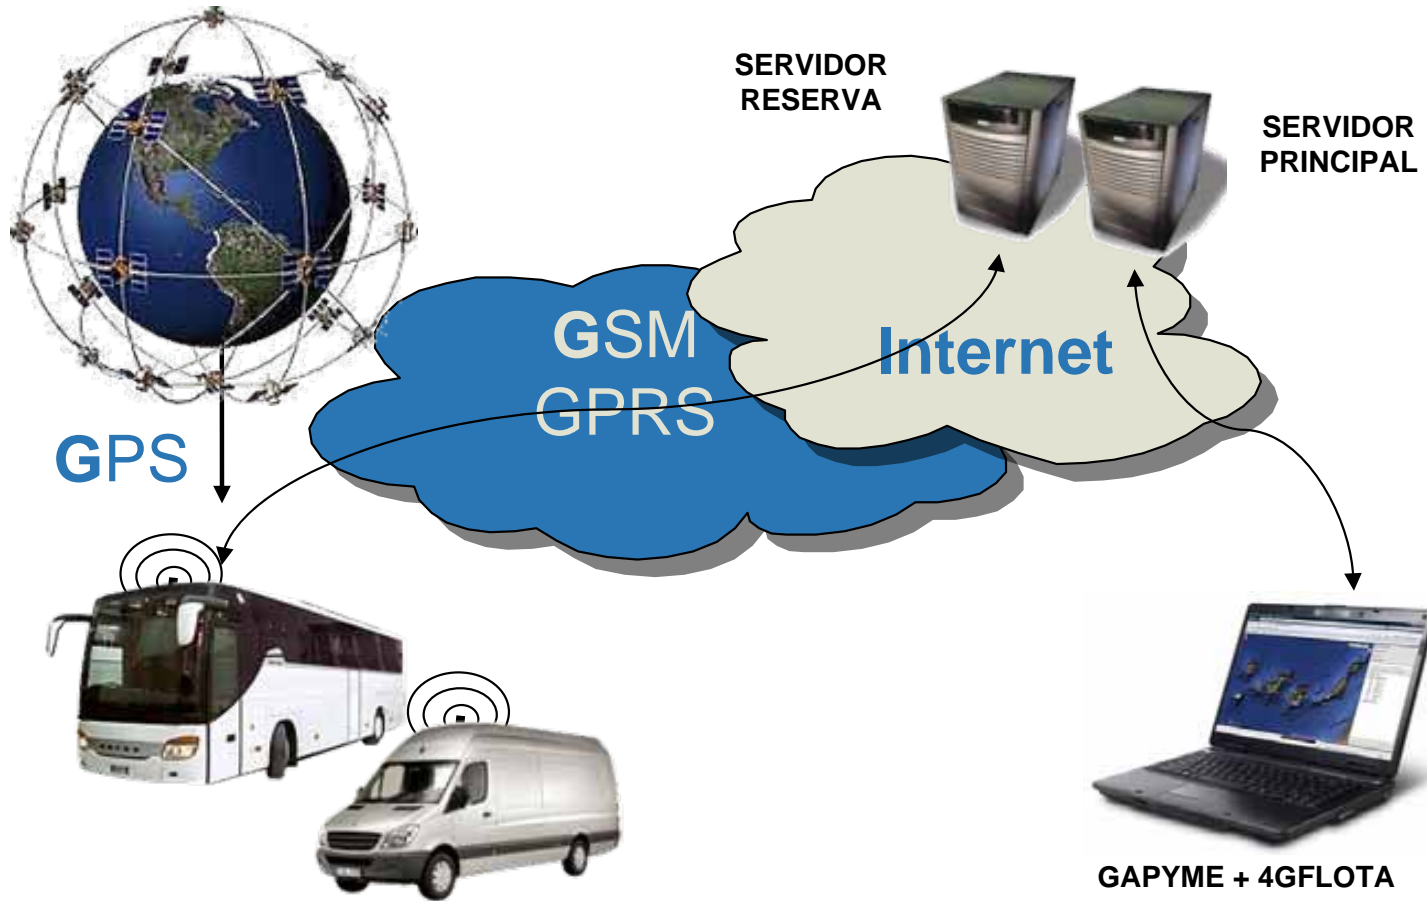 SERVIDOR
RESERVA
SERVIDOR
PRINCIPAL
GSM
GPRS
Internet
GPS
GAPYME + 4GFLOTA